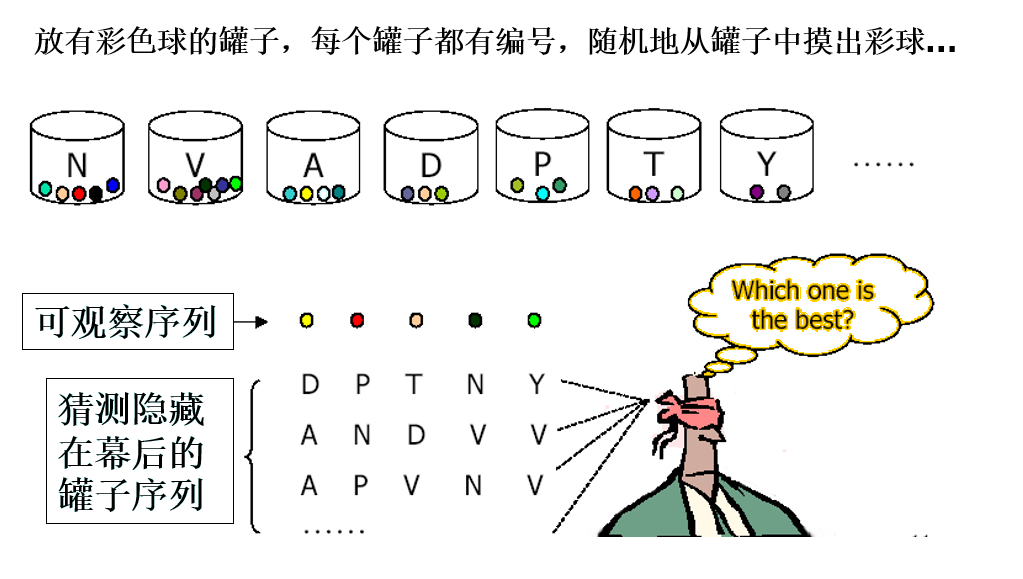 放有彩色球的罐子，每个罐子都有编号，随机地从罐子中摸出彩球...
N V A D P T Y ……
Which one is
the best?
可观察序列
猜测隐藏
在幕后的
罐子序列
D P T N Y
A N D V V
A P V N V
……